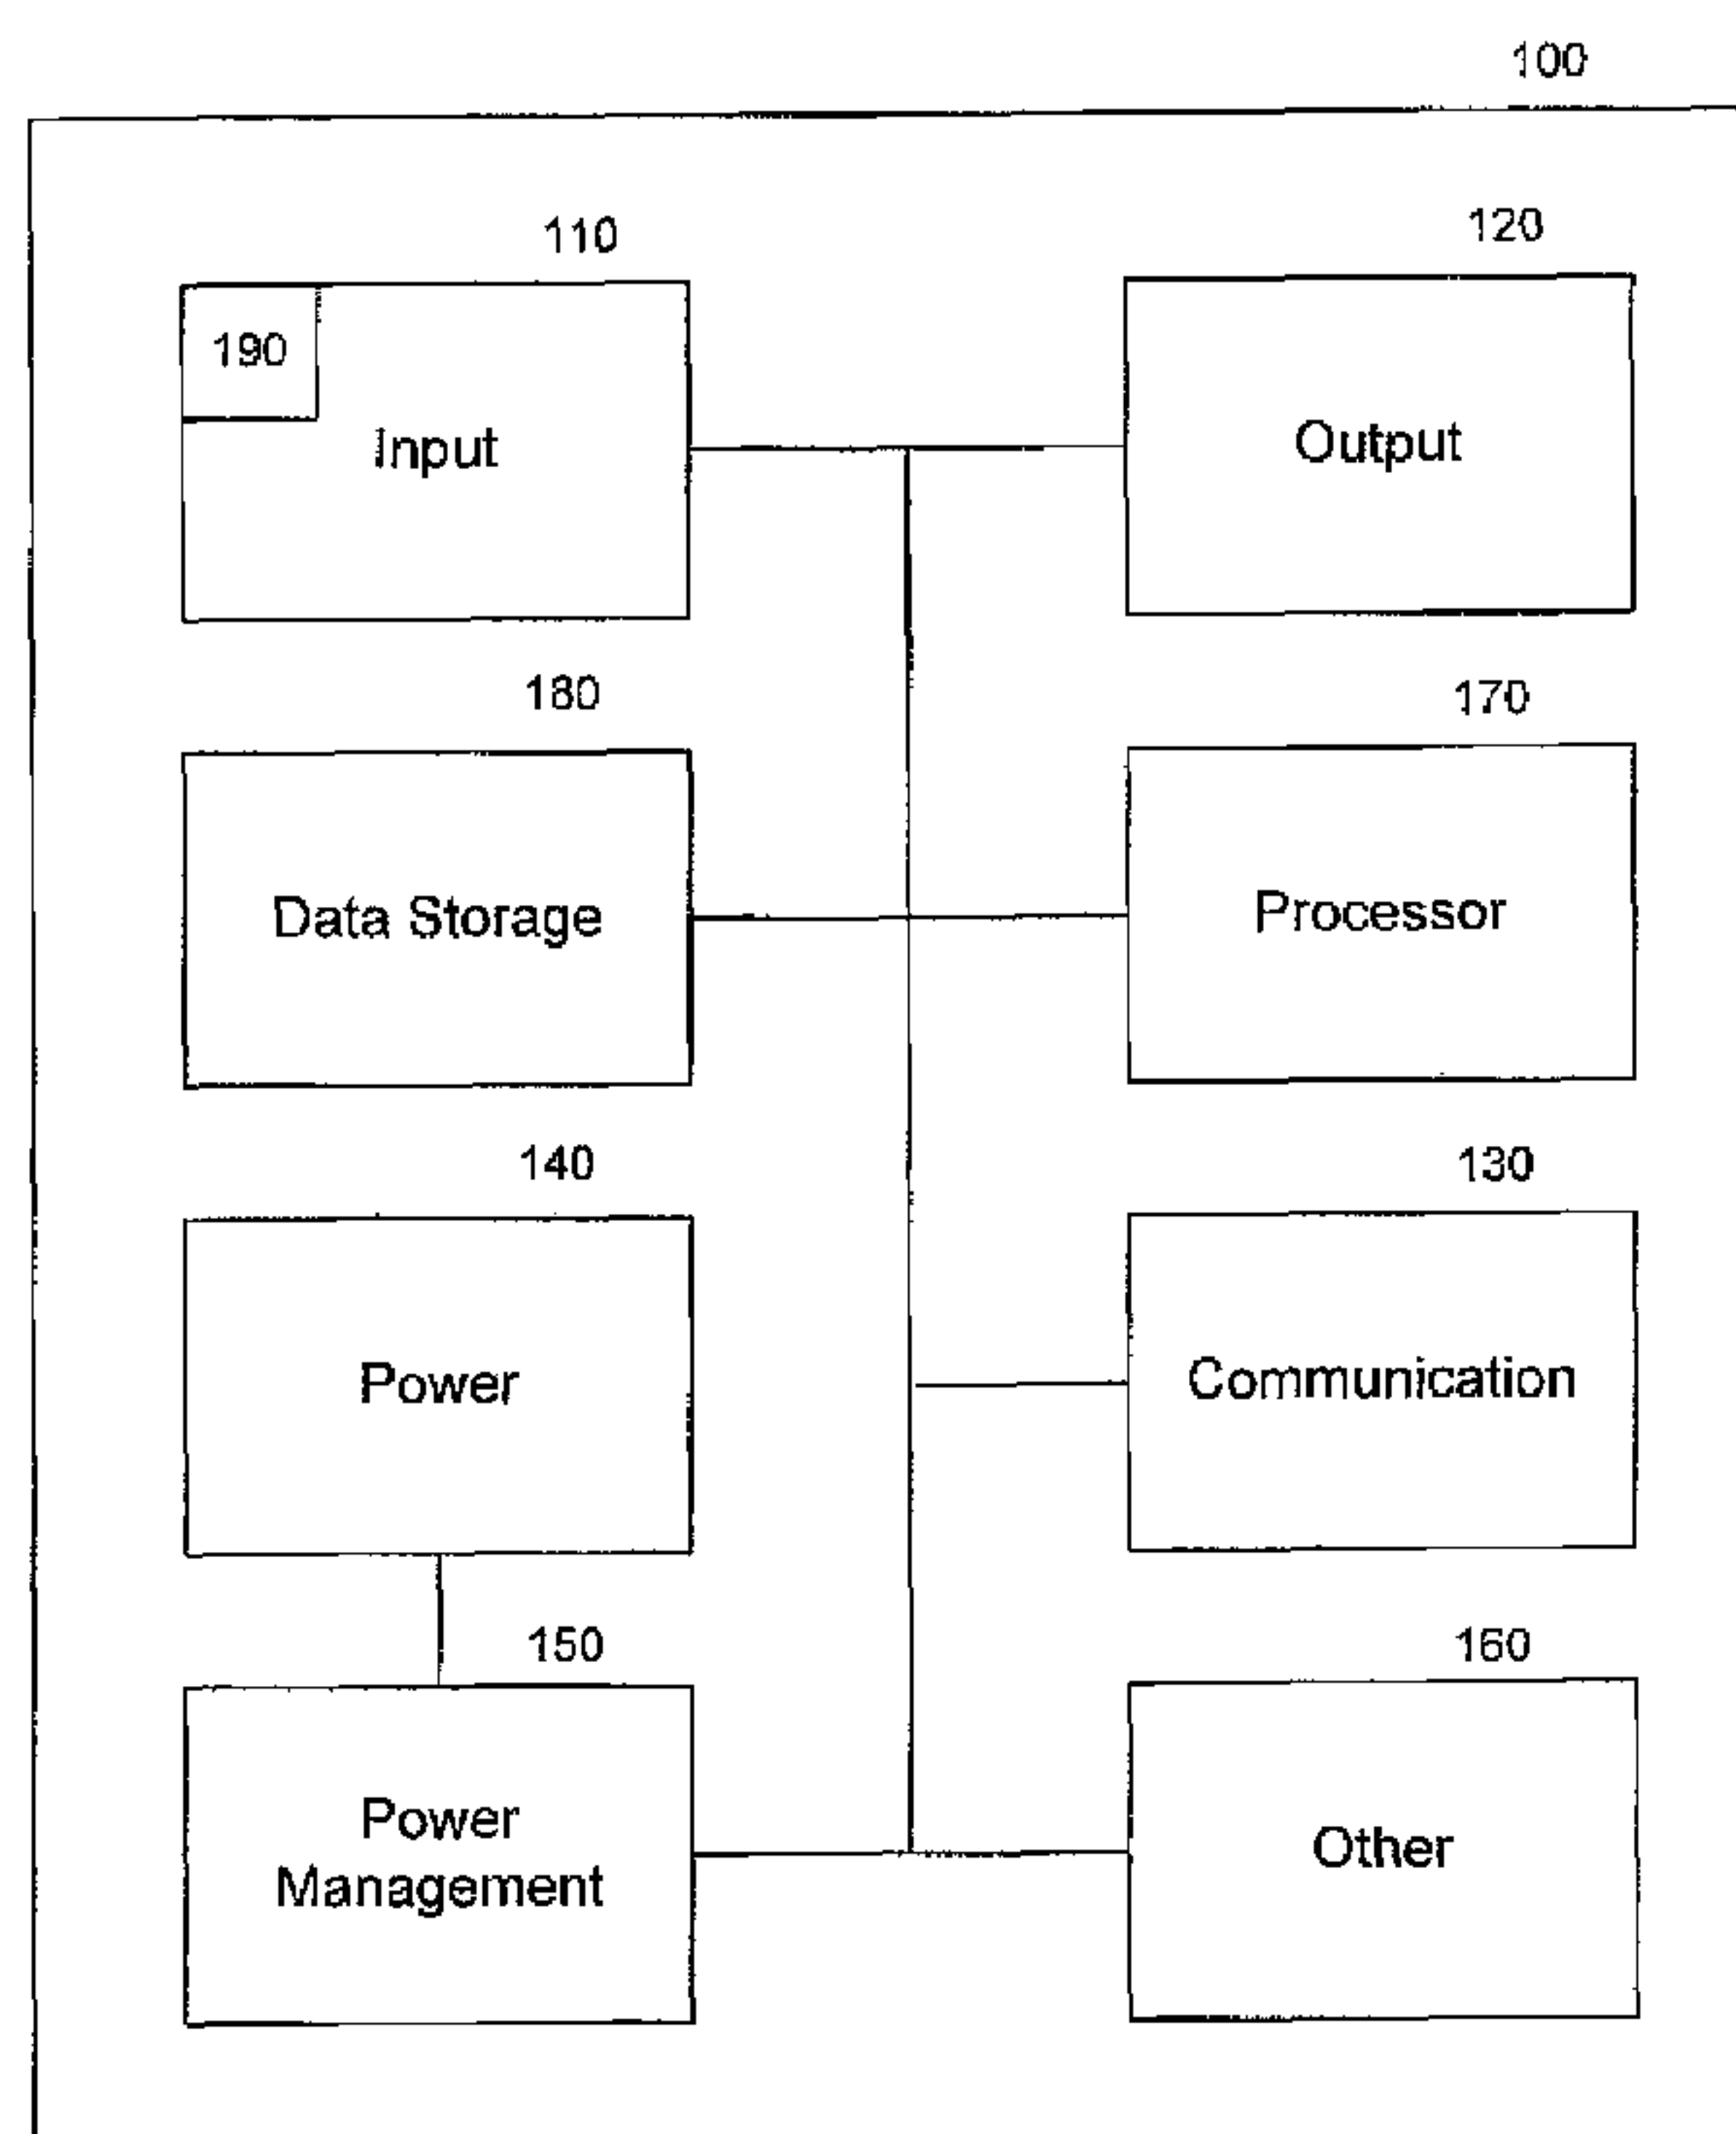 100
110
120
190
Input
Output
180
170
Data Storage
Processor
140
130
Power
Communication
150
160
Power
Management
Other